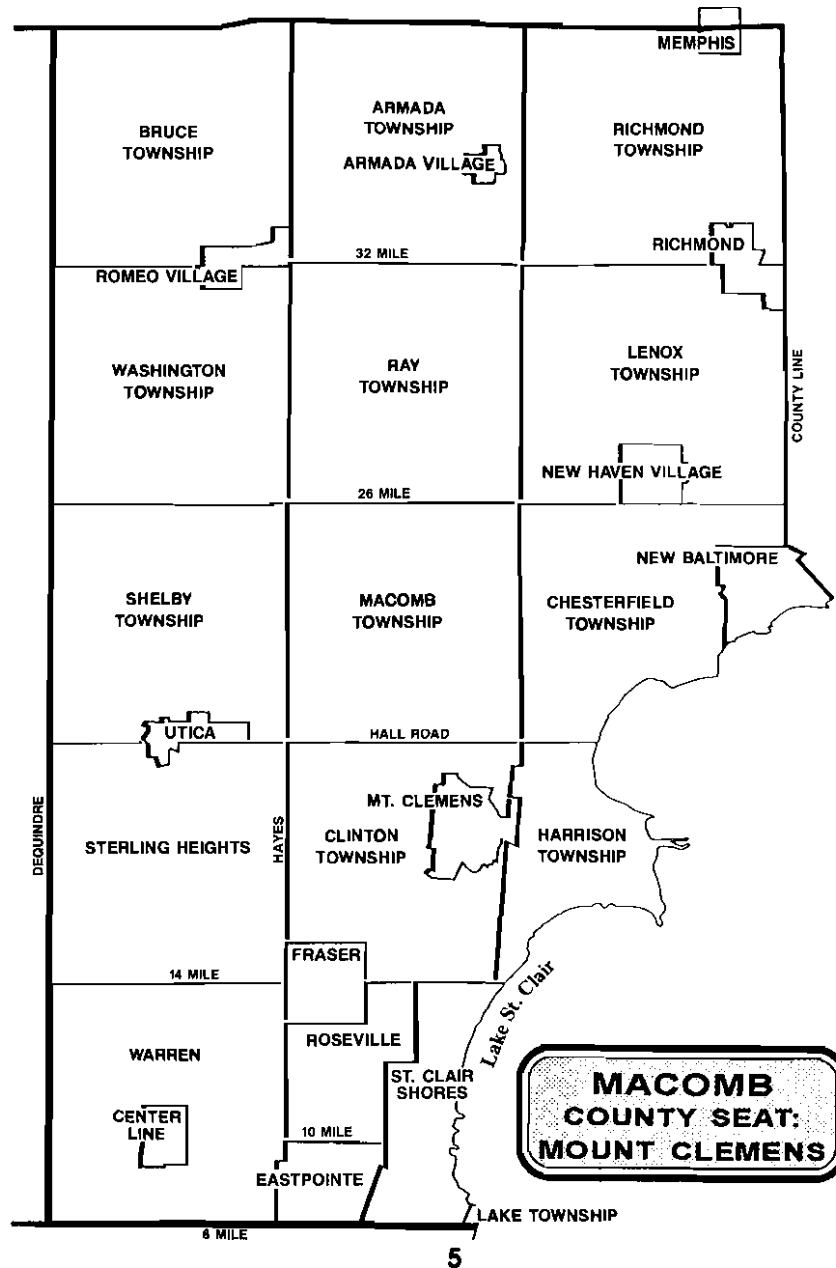 MEMPHIS
BRUCE
TOWNSHIP
ARMADA
TOWNSHIP
RICHMOND
TOWNSHIP
ARMADA VILLAGE
RICHMOND
32 MILE
ROMEO VILLAGE
WASHINGTON
TOWNSHIP
RAY
TOWNSHIP
LENOX
TOWNSHIP
COUNTY LINE
NEW HAVEN VILLAGE
26 MILE
NEW BALTIMORE
SHELBY
TOWNSHIP
MACOMB
TOWNSHIP
CHESTERFIELD
TOWNSHIP
UTICA
HALL ROAD
MT. CLEMENS
DEQUINDRE
STERLING HEIGHTS
HAYES
CLINTON
TOWNSHIP
HARRISON
TOWNSHIP
FRASER
14 MILE
Lake St. Clair
WARREN
ROSEVILLE
ST. CLAIR
SHORES
CENTER
LINE
10 MILE
EASTPOINTE
MACOMB
COUNTY SEAT:
MOUNT CLEMENS
LAKE TOWNSHIP
6 MILE
5